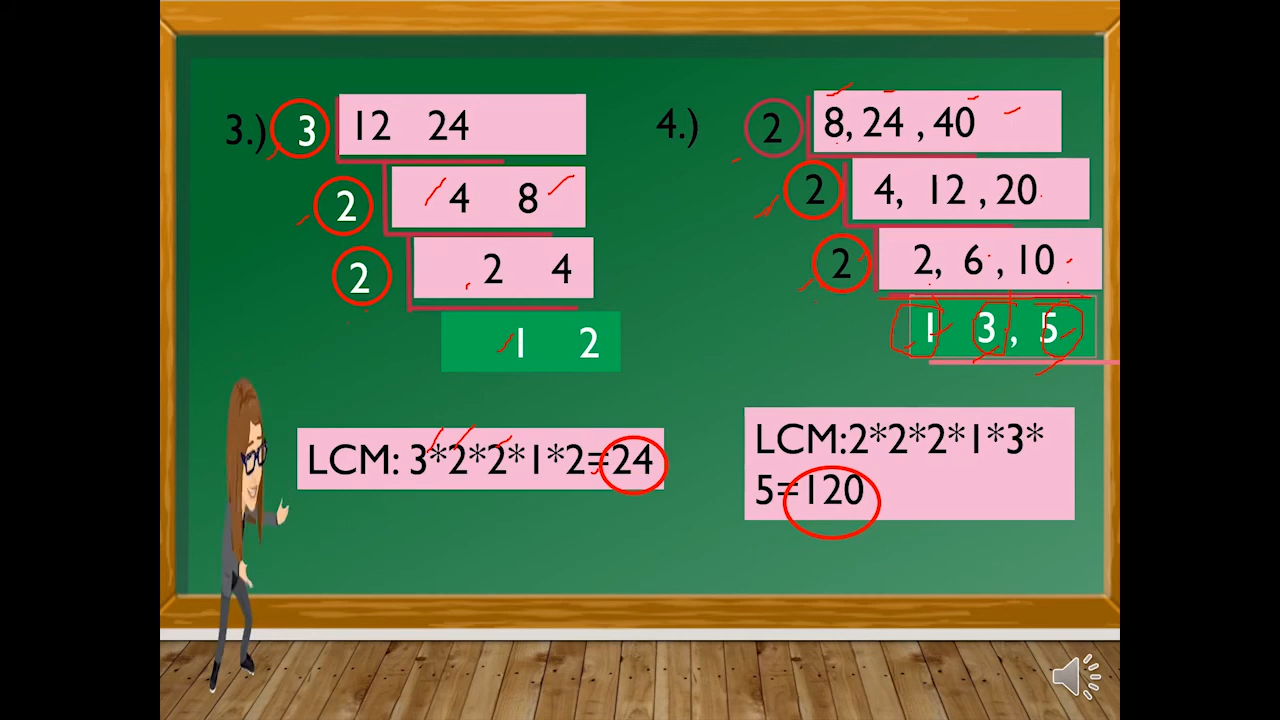 3.) 3 12 24
2 4 8
2 2 4
1 2
LCM: 3*2*2*1*2=24
4.) 2 8, 24 , 40
2 4, 12 , 20
2 2, 6 , 10
1 3 , 5
LCM:2*2*2*1*3*
5=120